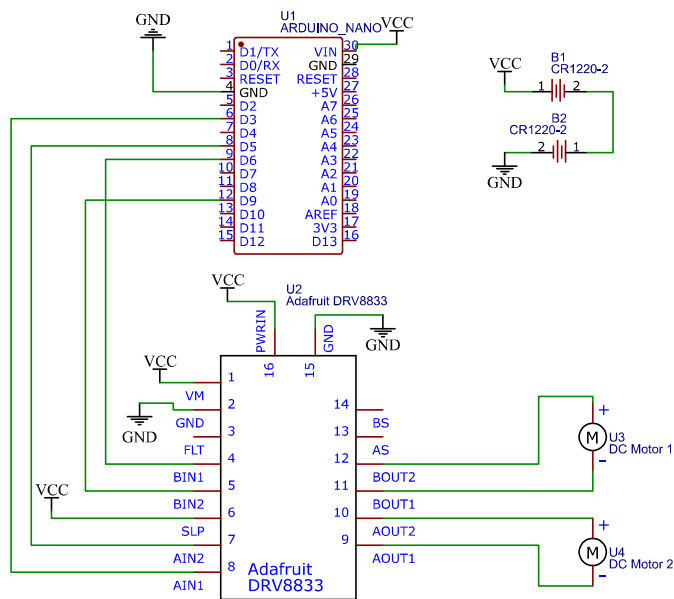 U1
ARDUINO_NANO
GND
VCC
1 D1/TX VIN 30
2 D0/RX GND 29
3 RESET RESET 28
4 GND +5V 27
5 D2 A7 26
6 D3 A6 25
7 D4 A5 24
8 D5 A4 23
9 D6 A3 22
10 D7 A2 21
11 D8 A1 20
12 D9 A0 19
13 D10 AREF 18
14 D11 3V3 17
15 D12 D13 16
B1
CR1220-2
VCC
1 2
B2
CR1220-2
2 1
GND
U2
Adafruit DRV8833
VCC
PWRIN
GND
GND
16 15
VCC
1
VM
GND
2 14
GND BS
3 13
FLT AS
4 12
BIN1 BOUT2
5 11
BIN2 BOUT1
VCC
6 10
SLP AOUT2
7 9
AIN2 AOUT1
8
AIN1
Adafruit
DRV8833
+
M
U3
DC Motor 1
-
+
M
U4
DC Motor 2
-